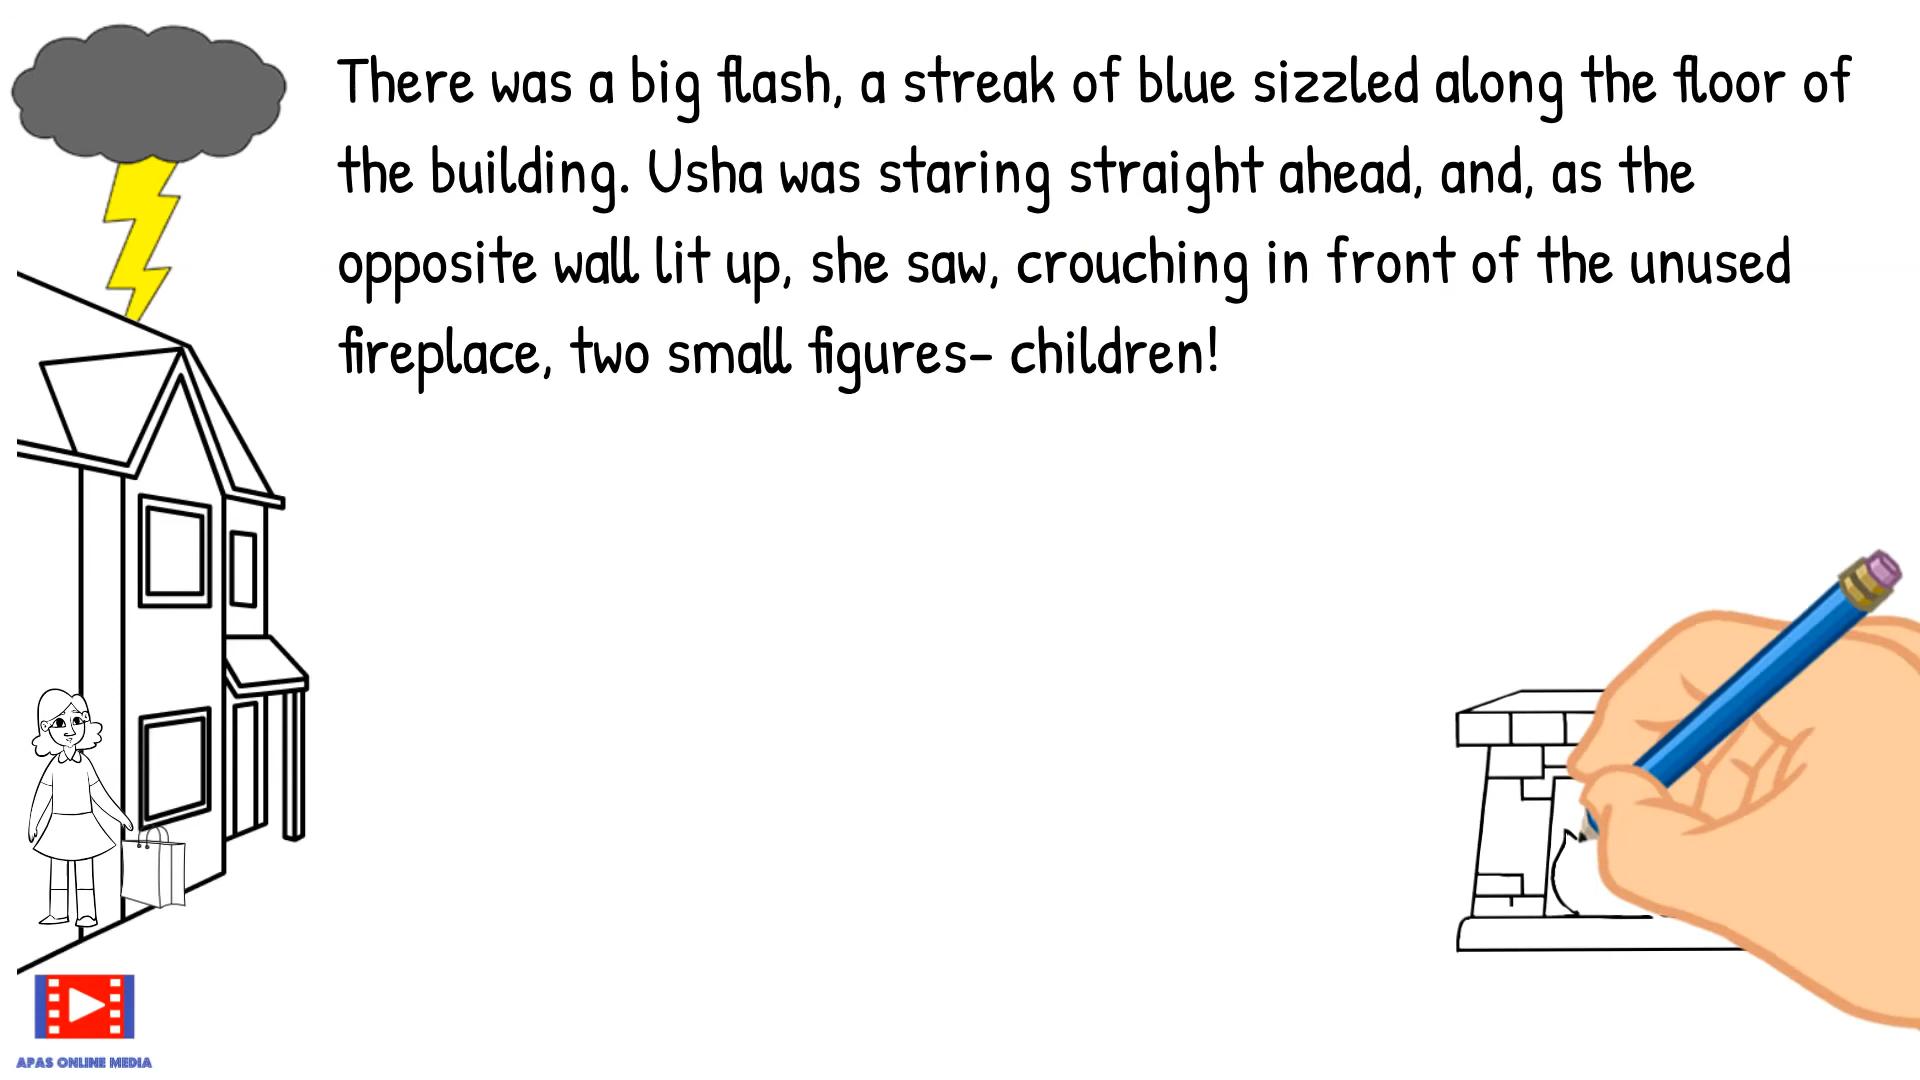 There was a big flash, a streak of blue sizzled along the floor of
the building. Usha was staring straight ahead, and, as the
opposite wall lit up, she saw, crouching in front of the unused
fireplace, two small figures- children!
APAS ONLINE MEDIA